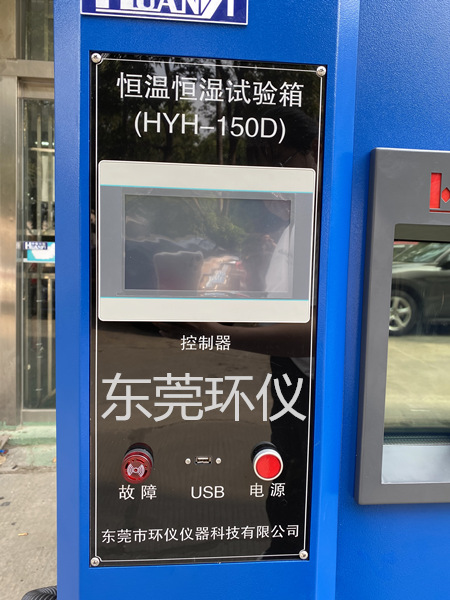 HUANYI
恒温恒湿试验箱
(HYH-150D)
控制器
东莞环仪
故障
USB
电源
东莞市环仪仪器科技有限公司